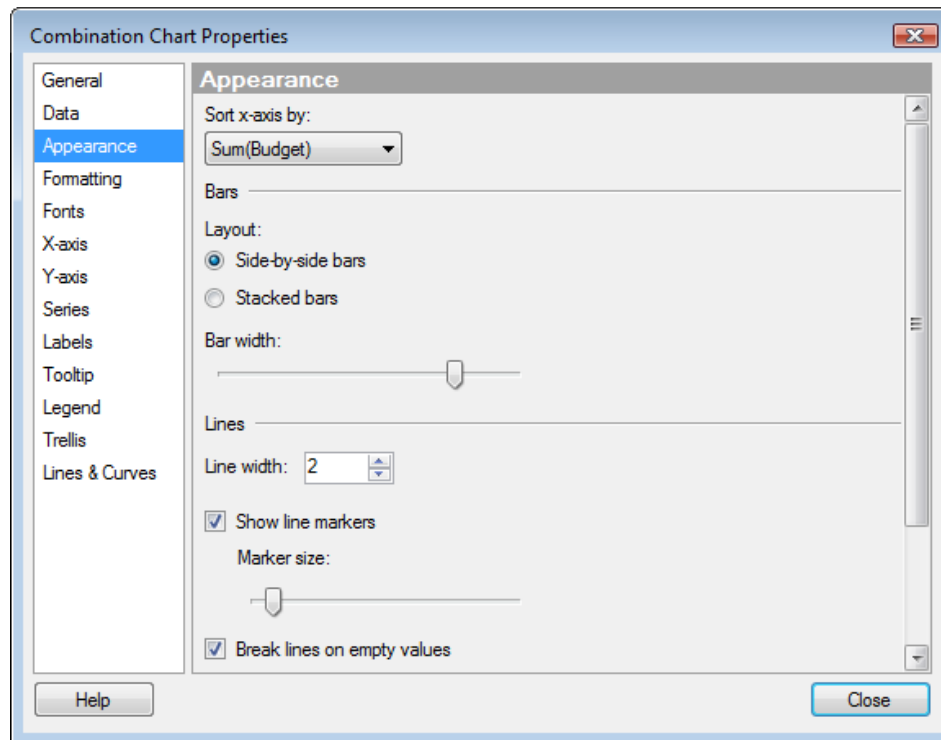 Combination Chart Properties
General
Data
Appearance
Formatting
Fonts
X-axis
Y-axis
Series
Labels
Tooltip
Legend
Trellis
Lines & Curves
Appearance
Sort x-axis by:
Sum(Budget)
Bars
Layout:
Side-by-side bars
Stacked bars
Bar width:
Lines
Line width: 2
Show line markers
Marker size:
Break lines on empty values
Help
Close